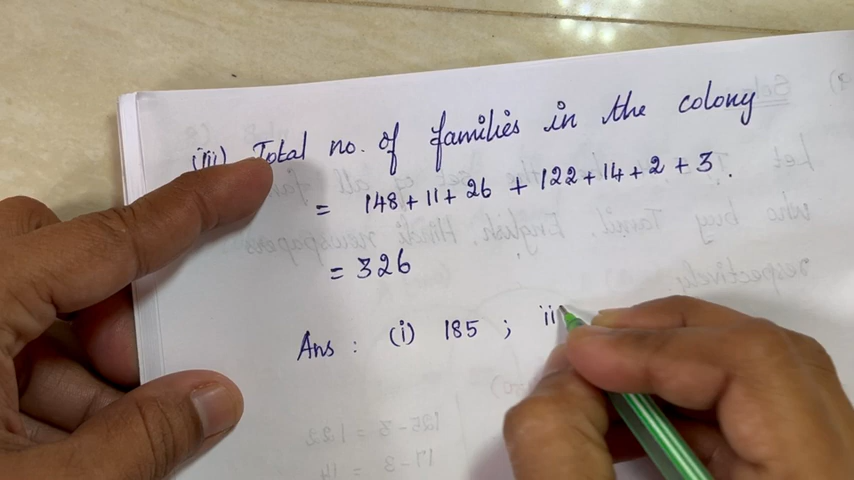 (iii) Total no. of families in the colony
= 148 + 11 + 26 + 122 + 14 + 2 + 3.
= 326
Ans : (i) 185 ; ii